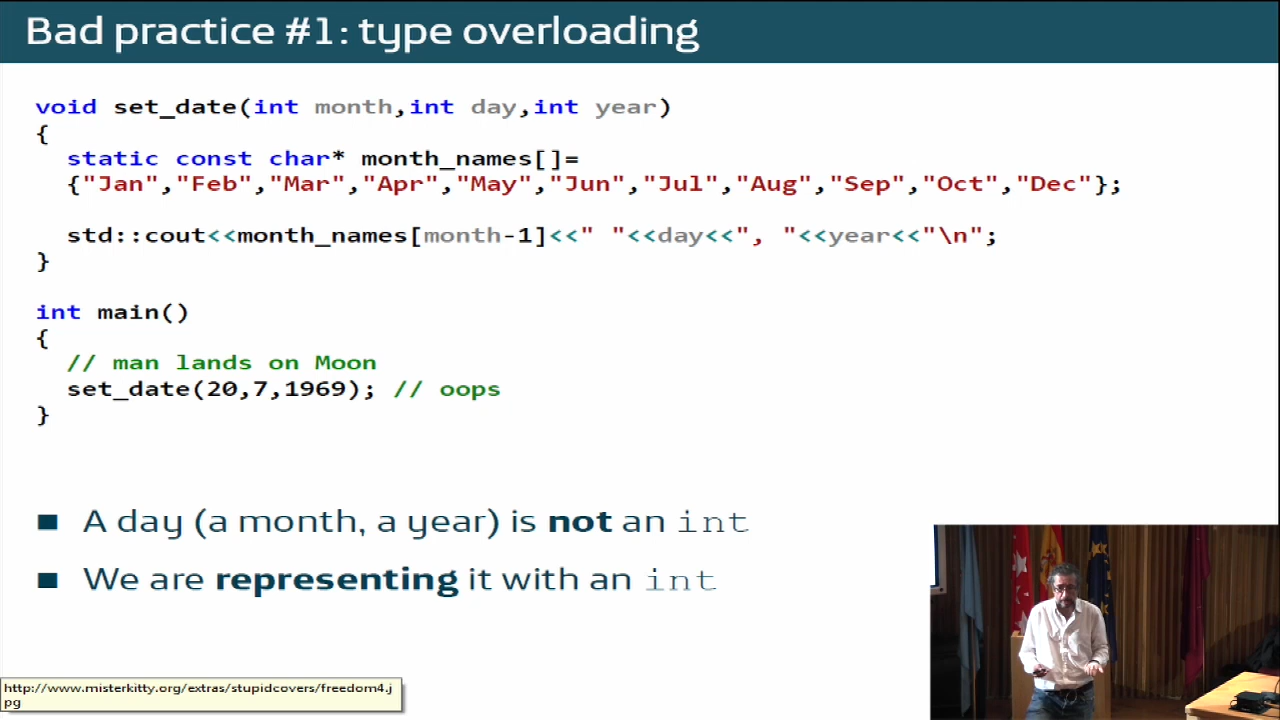 Bad practice #1: type overloading
void set_date(int month,int day,int year)
{
static const char* month_names[]=
{"Jan","Feb","Mar","Apr","May","Jun","Jul","Aug","Sep","Oct","Dec"};
std::cout<<month_names[month-1]<<" "<<day<<", "<<year<<"\n";
}
int main()
{
// man lands on Moon
set_date(20,7,1969); // oops
}
■ A day (a month, a year) is not an int
■ We are representing it with an int
http://www.misterkitty.org/extras/stupidcovers/freedom4.j
pg